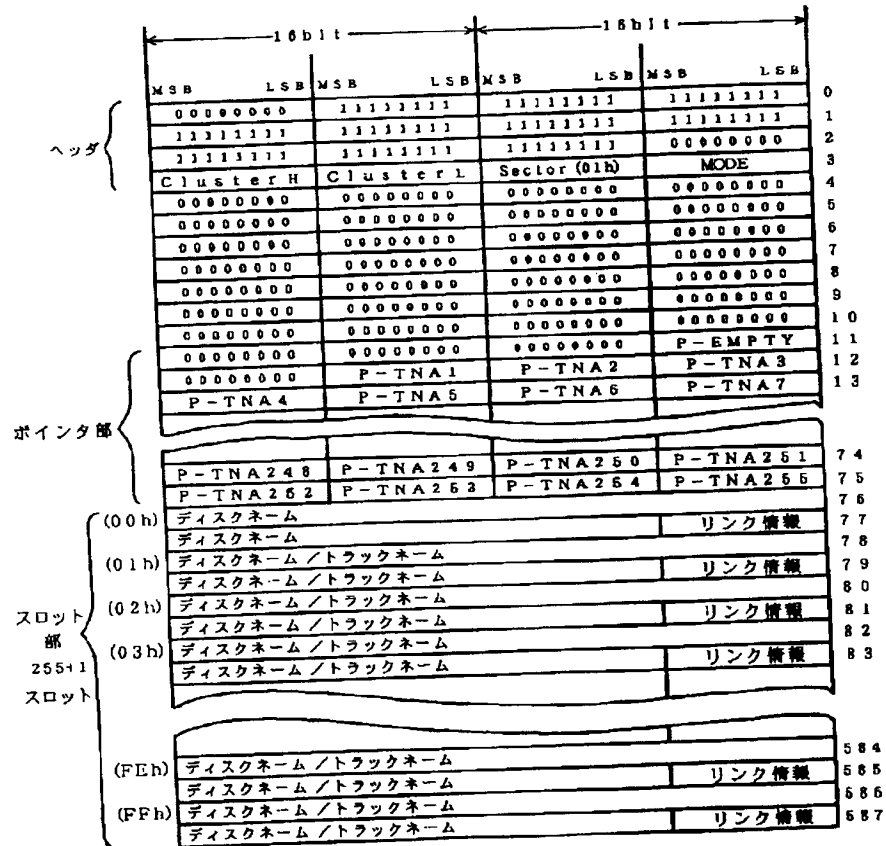 16bit 16bit
MSB LSB MSB LSB MSB LSB MSB LSB
ヘッダ
00000000 11111111 11111111 11111111 0
11111111 11111111 11111111 11111111 1
11111111 11111111 11111111 00000000 2
ClusterH ClusterL Sector (01h) MODE 3
00000000 00000000 00000000 00000000 4
00000000 00000000 00000000 00000000 5
00000000 00000000 00000000 00000000 6
00000000 00000000 00000000 00000000 7
00000000 00000000 00000000 00000000 8
00000000 00000000 00000000 00000000 9
00000000 00000000 00000000 00000000 10
ポインタ部
00000000 00000000 00000000 P-EMPTY 11
00000000 P-TNA1 P-TNA2 P-TNA3 12
P-TNA4 P-TNA5 P-TNA6 P-TNA7 13
P-TNA248 P-TNA249 P-TNA250 P-TNA251 74
P-TNA252 P-TNA253 P-TNA254 P-TNA255 75
スロット
部
255+1
スロット
(00h) ディスクネーム 76
ディスクネーム リンク情報 77
(01h) ディスクネーム/トラックネーム 78
ディスクネーム/トラックネーム リンク情報 79
(02h) ディスクネーム/トラックネーム 80
ディスクネーム/トラックネーム リンク情報 81
(03h) ディスクネーム/トラックネーム 82
ディスクネーム/トラックネーム リンク情報 83
(FEh) ディスクネーム/トラックネーム 584
ディスクネーム/トラックネーム リンク情報 585
(FFh) ディスクネーム/トラックネーム 586
ディスクネーム/トラックネーム リンク情報 587